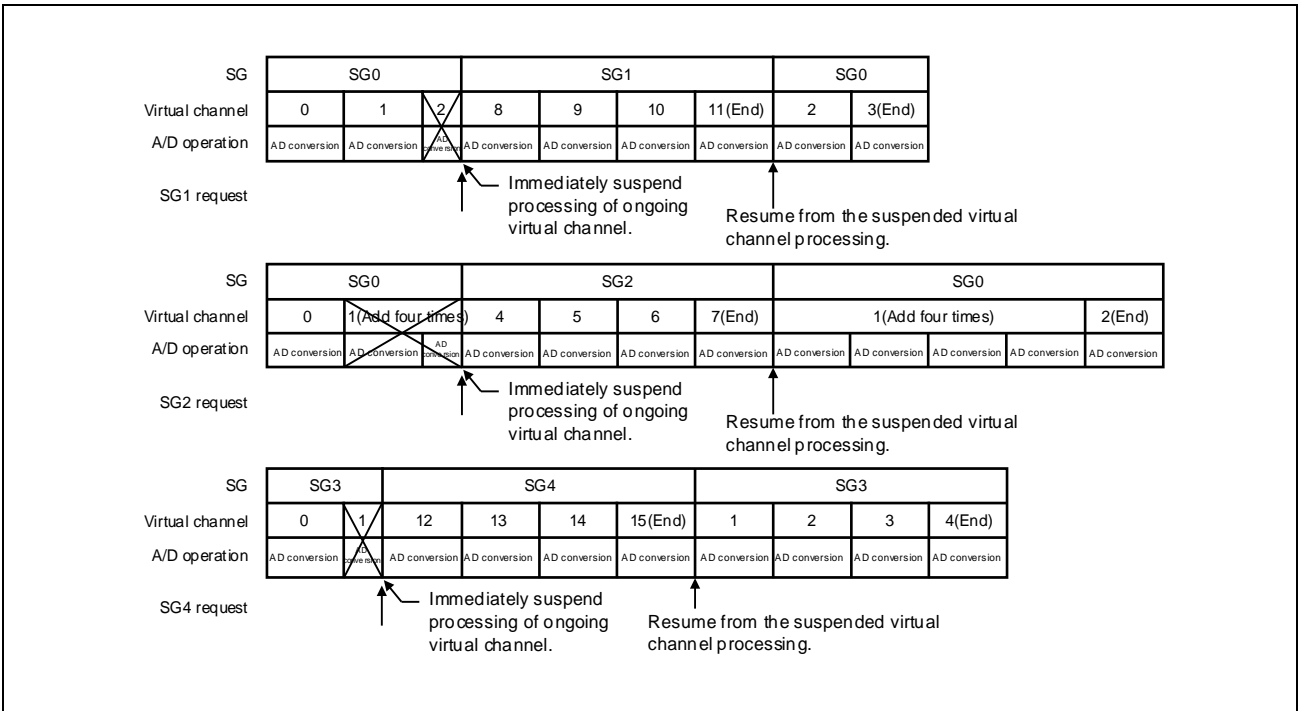 SG SG0 SG1 SG0
Virtual channel 0 1 2 8 9 10 11(End) 2 3(End)
A/D operation AD conversion AD conversion AD conversion AD conversion AD conversion AD conversion AD conversion AD conversion AD conversion
SG1 request
Immediately suspend
processing of ongoing
virtual channel.
Resume from the suspended virtual
channel processing.
SG SG0 SG2 SG0
Virtual channel 0 1(Add four times) 4 5 6 7(End) 1(Add four times) 2(End)
A/D operation AD conversion AD conversion AD conversion AD conversion AD conversion AD conversion AD conversion AD conversion AD conversion AD conversion AD conversion AD conversion
SG2 request
Immediately suspend
processing of ongoing
virtual channel.
Resume from the suspended virtual
channel processing.
SG SG3 SG4 SG3
Virtual channel 0 1 12 13 14 15(End) 1 2 3 4(End)
A/D operation AD conversion AD conversion AD conversion AD conversion AD conversion AD conversion AD conversion AD conversion AD conversion AD conversion
SG4 request
Immediately suspend
processing of ongoing
virtual channel.
Resume from the suspended virtual
channel processing.